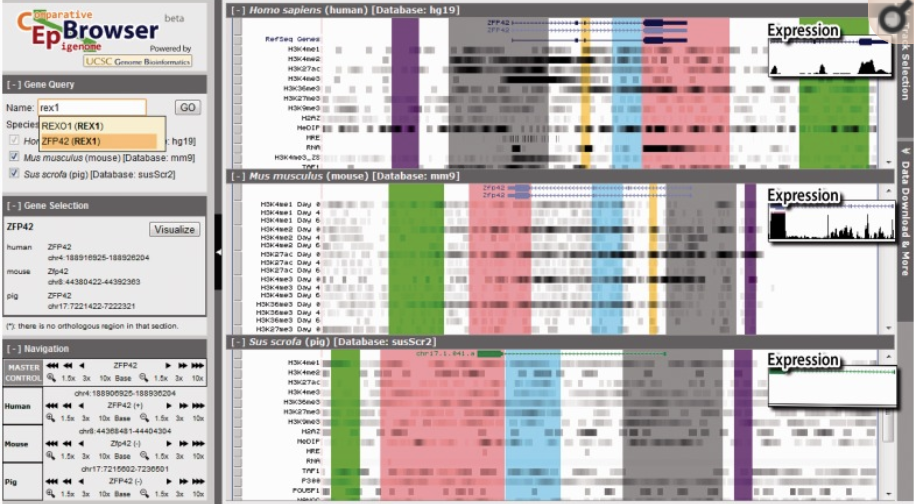 Comparative
EpiBrowser
igenome
beta
Powered by
UCSC Genome Bioinformatics
[-] Gene Query
Name: rex1 GO
REXO1 (REX1)
Species
ZFP42 (REX1)
: hg19]
Mus musculus (mouse) [Database: mm9]
Sus scrofa (pig) [Database: susScr2]
[-] Gene Selection
ZFP42 Visualize
human ZFP42
chr4:188916925-188926204
mouse Zfp42
chr8:44380422-44392363
pig ZFP42
chr17:7221422-7222321
(*): there is no orthologous region in that section.
[-] Navigation
MASTER CONTROL
ZFP42
1.5x 3x 10x Base 1.5x 3x 10x
chr4:188906925-188936204
Human
ZFP42 (+)
1.5x 3x 10x Base 1.5x 3x 10x
chr8:44368481-44404304
Mouse
Zfp42 (-)
1.5x 3x 10x Base 1.5x 3x 10x
chr17:7215602-7236501
Pig
ZFP42 (-)
1.5x 3x 10x Base 1.5x 3x 10x
[-] Homo sapiens (human) [Database: hg19]
ZFP42
RefSeq Genes
H3K4me1
H3K4me2
H3K27ac
H3K4me3
H3K36me3
H3K27me3
H3K9me3
H2AZ
MeDIP
MRE
RNA
H3K4me3_ZS
TAF1
Expression
[-] Mus musculus (mouse) [Database: mm9]
Zfp42
Zfp42
H3K4me1 Day 0
H3K4me1 Day 4
H3K4me1 Day 6
H3K4me2 Day 0
H3K4me2 Day 4
H3K4me2 Day 6
H3K27ac Day 0
H3K27ac Day 4
H3K27ac Day 6
H3K4me3 Day 0
H3K4me3 Day 4
H3K4me3 Day 6
H3K36me3 Day 0
H3K36me3 Day 4
H3K36me3 Day 6
H3K27me3 Day 0
Expression
[-] Sus scrofa (pig) [Database: susScr2]
chr17.1.041.a
H3K4me1
H3K4me2
H3K27ac
H3K4me3
H3K36me3
H3K27me3
H3K9me3
H2AZ
MeDIP
MRE
RNA
TAF1
P300
POU5F1
Expression
Track Selection
Data Download & More